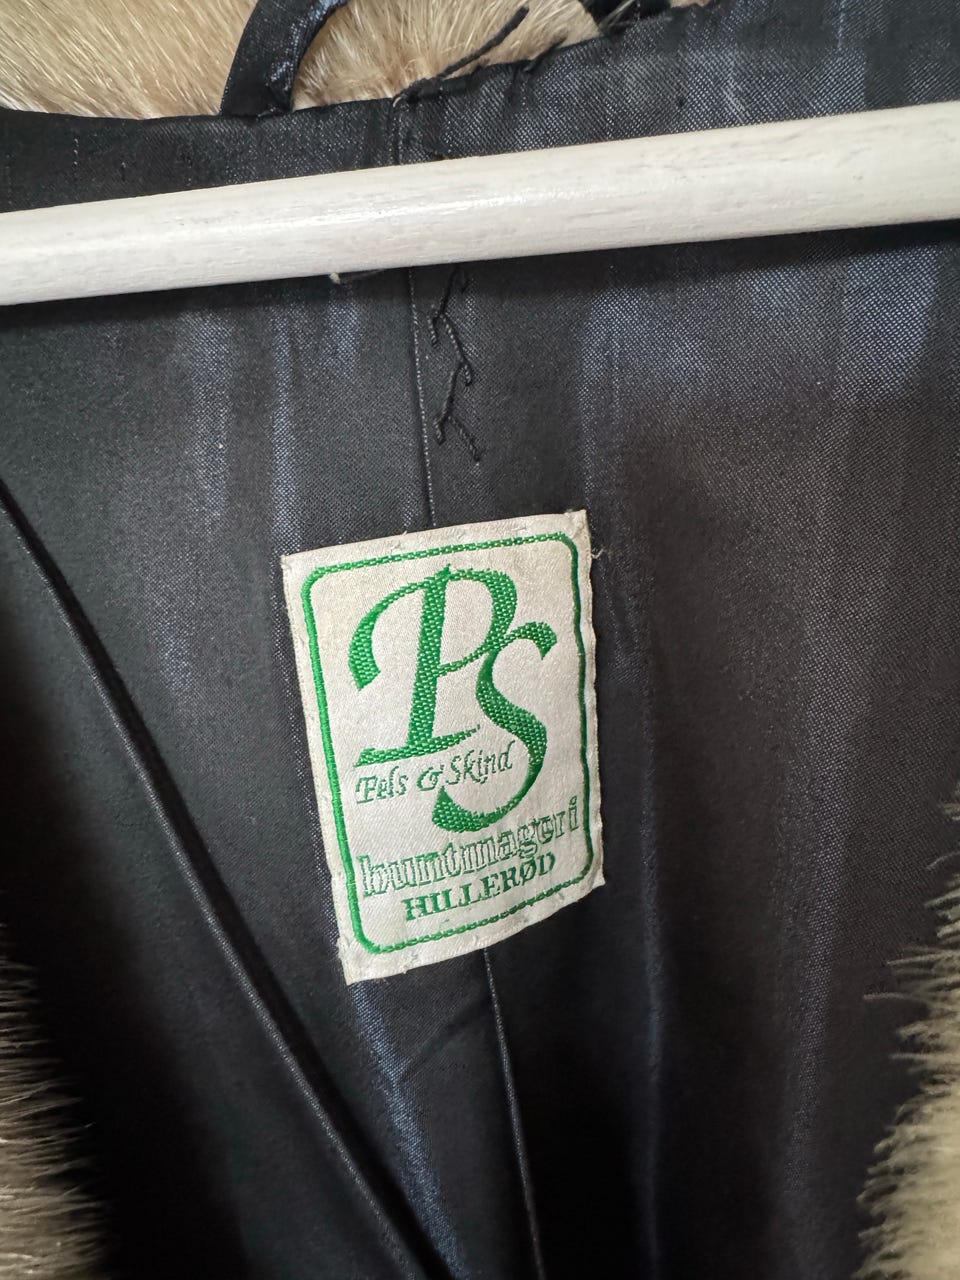 PS
Pels & Skind
buntmageri
HILLERØD